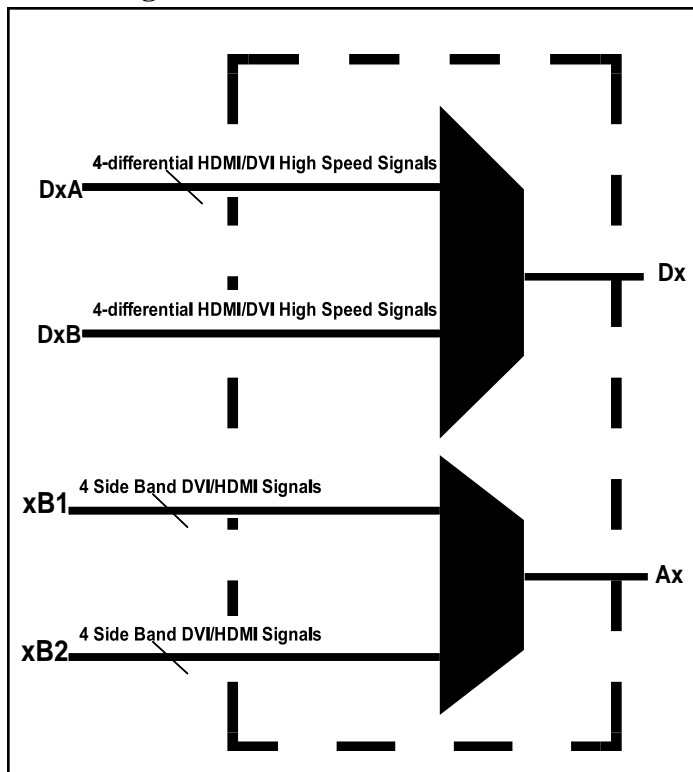 4-differential HDMI/DVI High Speed Signals
DxA
Dx
4-differential HDMI/DVI High Speed Signals
DxB
4 Side Band DVI/HDMI Signals
xB1
Ax
4 Side Band DVI/HDMI Signals
xB2